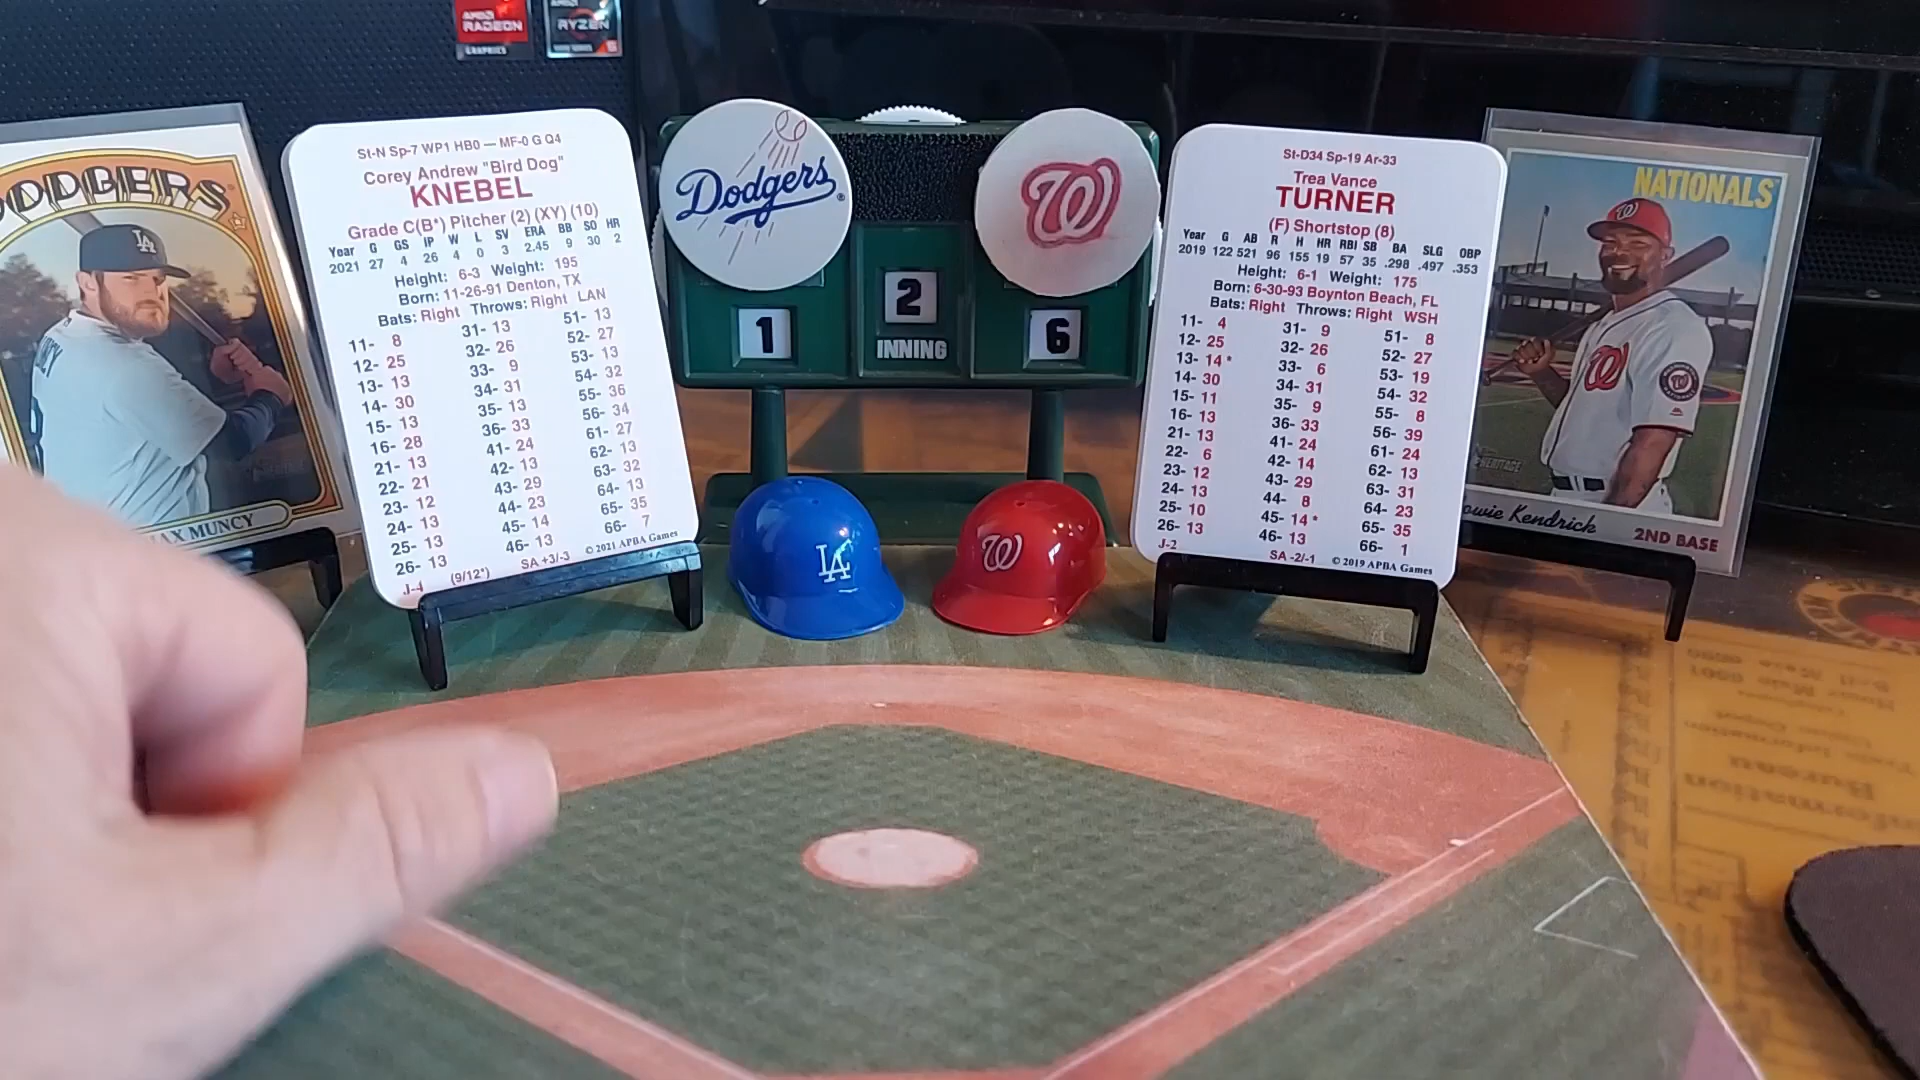 AMD
RADEON
GRAPHICS
AMD
RYZEN
DODGERS
LA
MAX MUNCY
St-N Sp-7 WP1 HB0 — MF-0 G Q4
Corey Andrew "Bird Dog"
KNEBEL
Grade C(B*) Pitcher (2) (XY) (10)
Year G GS IP W L SV ERA BB SO HR
2021 27 4 26 4 0 3 2.45 9 30 2
Height: 6-3 Weight: 195
Born: 11-26-91 Denton, TX
Bats: Right Throws: Right LAN
11- 8 31- 13 51- 13
12- 25 32- 26 52- 27
13- 13 33- 9 53- 13
14- 30 34- 31 54- 32
15- 13 35- 13 55- 36
16- 28 36- 33 56- 34
21- 13 41- 24 61- 27
22- 21 42- 13 62- 13
23- 12 43- 29 63- 32
24- 13 44- 23 64- 13
25- 13 45- 14 65- 35
26- 13 46- 13 66- 7
J-4 (9/12*) SA +3/-3 © 2021 APBA Games
Dodgers
W
1
2
6
INNING
LA
W
St-D34 Sp-19 Ar-33
Trea Vance
TURNER
(F) Shortstop (8)
Year G AB R H HR RBI SB BA SLG OBP
2019 122 521 96 155 19 57 35 .298 .497 .353
Height: 6-1 Weight: 175
Born: 6-30-93 Boynton Beach, FL
Bats: Right Throws: Right WSH
11- 4 31- 9 51- 8
12- 25 32- 26 52- 27
13- 14* 33- 6 53- 19
14- 30 34- 31 54- 32
15- 11 35- 9 55- 8
16- 13 36- 33 56- 39
21- 13 41- 24 61- 24
22- 6 42- 14 62- 13
23- 12 43- 29 63- 31
24- 13 44- 8 64- 23
25- 10 45- 14* 65- 35
26- 13 46- 13 66- 1
J-2 SA -2/-1 © 2019 APBA Games
NATIONALS
W
W
HERITAGE
owie Kendrick
2ND BASE